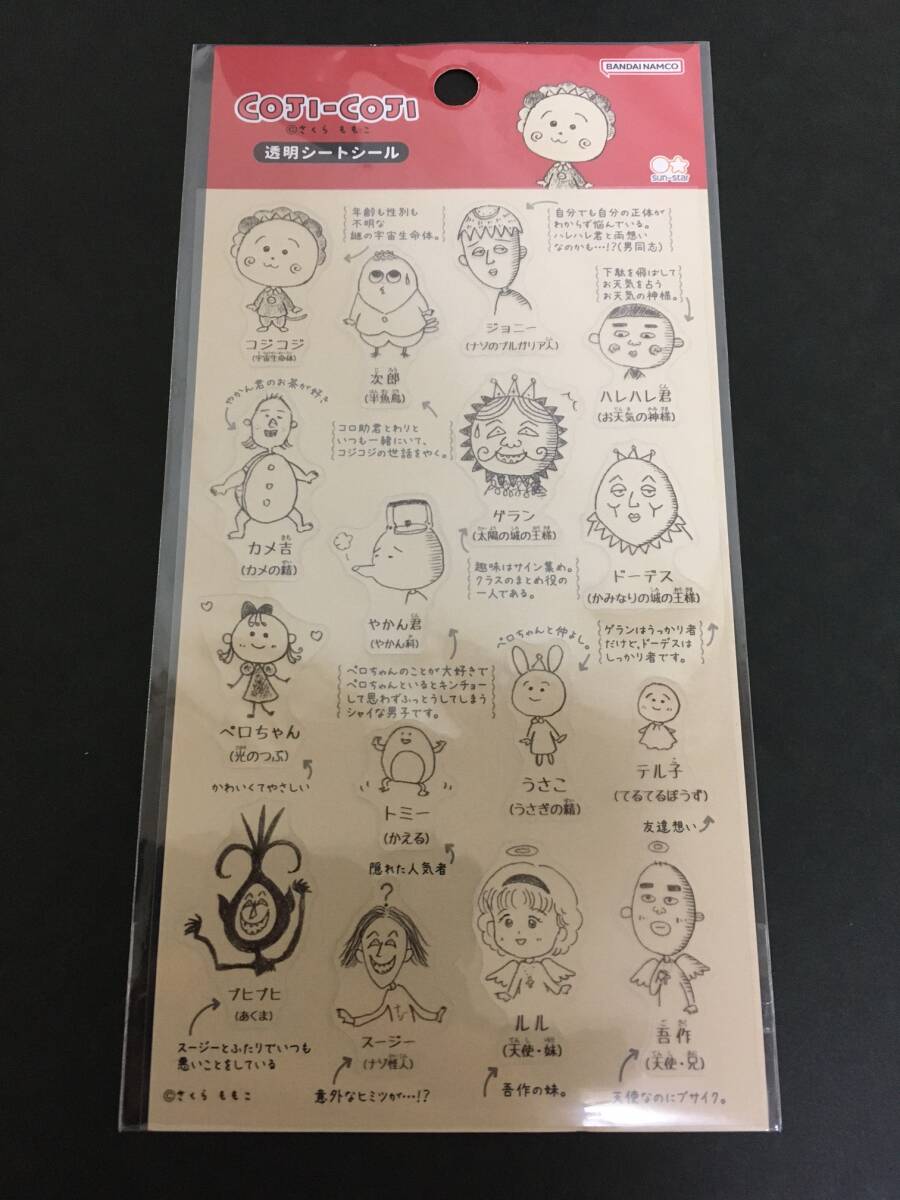 BANDAI NAMCO
COJI-COJI
©さくら ももこ
透明シートシール
sun-star
年齢も性別も
不明な
謎の宇宙生命体。
コジコジ
(宇宙生命体)
次郎
(半魚鳥)
コロ助君とわりと
いつも一緒にいて、
コジコジの世話をやく。
ジョニー
(ナゾのブルガリア人)
自分でも自分の正体が
わからず悩んでいる。
ハレハレ君と両想い
なのかも…!?(男同志)
下駄を飛ばして
お天気を占う
お天気の神様。
ハレハレ君
(お天気の神様)
やかん君のお茶が好き
カメ吉
(カメの精)
やかん君
(やかん科)
ペロちゃんのことが大好きで
ペロちゃんといるとキンチョー
して思わずふっとうしてしまう
シャイな男子です。
ゲラン
(太陽の城の王様)
趣味はサイン集め。
クラスのまとめ役の
一人である。
ドーデス
(かみなりの城の王様)
ゲランはうっかり者
だけど、ドーデスは
しっかり者です。
ペロちゃん
(光のつぶ)
かわいくてやさしい
トミー
(かえる)
隠れた人気者
ペロちゃんと仲よし。
うさこ
(うさぎの精)
テル子
(てるてるぼうず)
友達想い
ブヒブヒ
(あくま)
スージーとふたりでいつも
悪いことをしている
?
スージー
(ナゾ怪人)
意外なヒミツが…!?
ルル
(天使・妹)
吾作の妹。
吾作
(天使・兄)
天使なのにブサイク。
©さくら ももこ